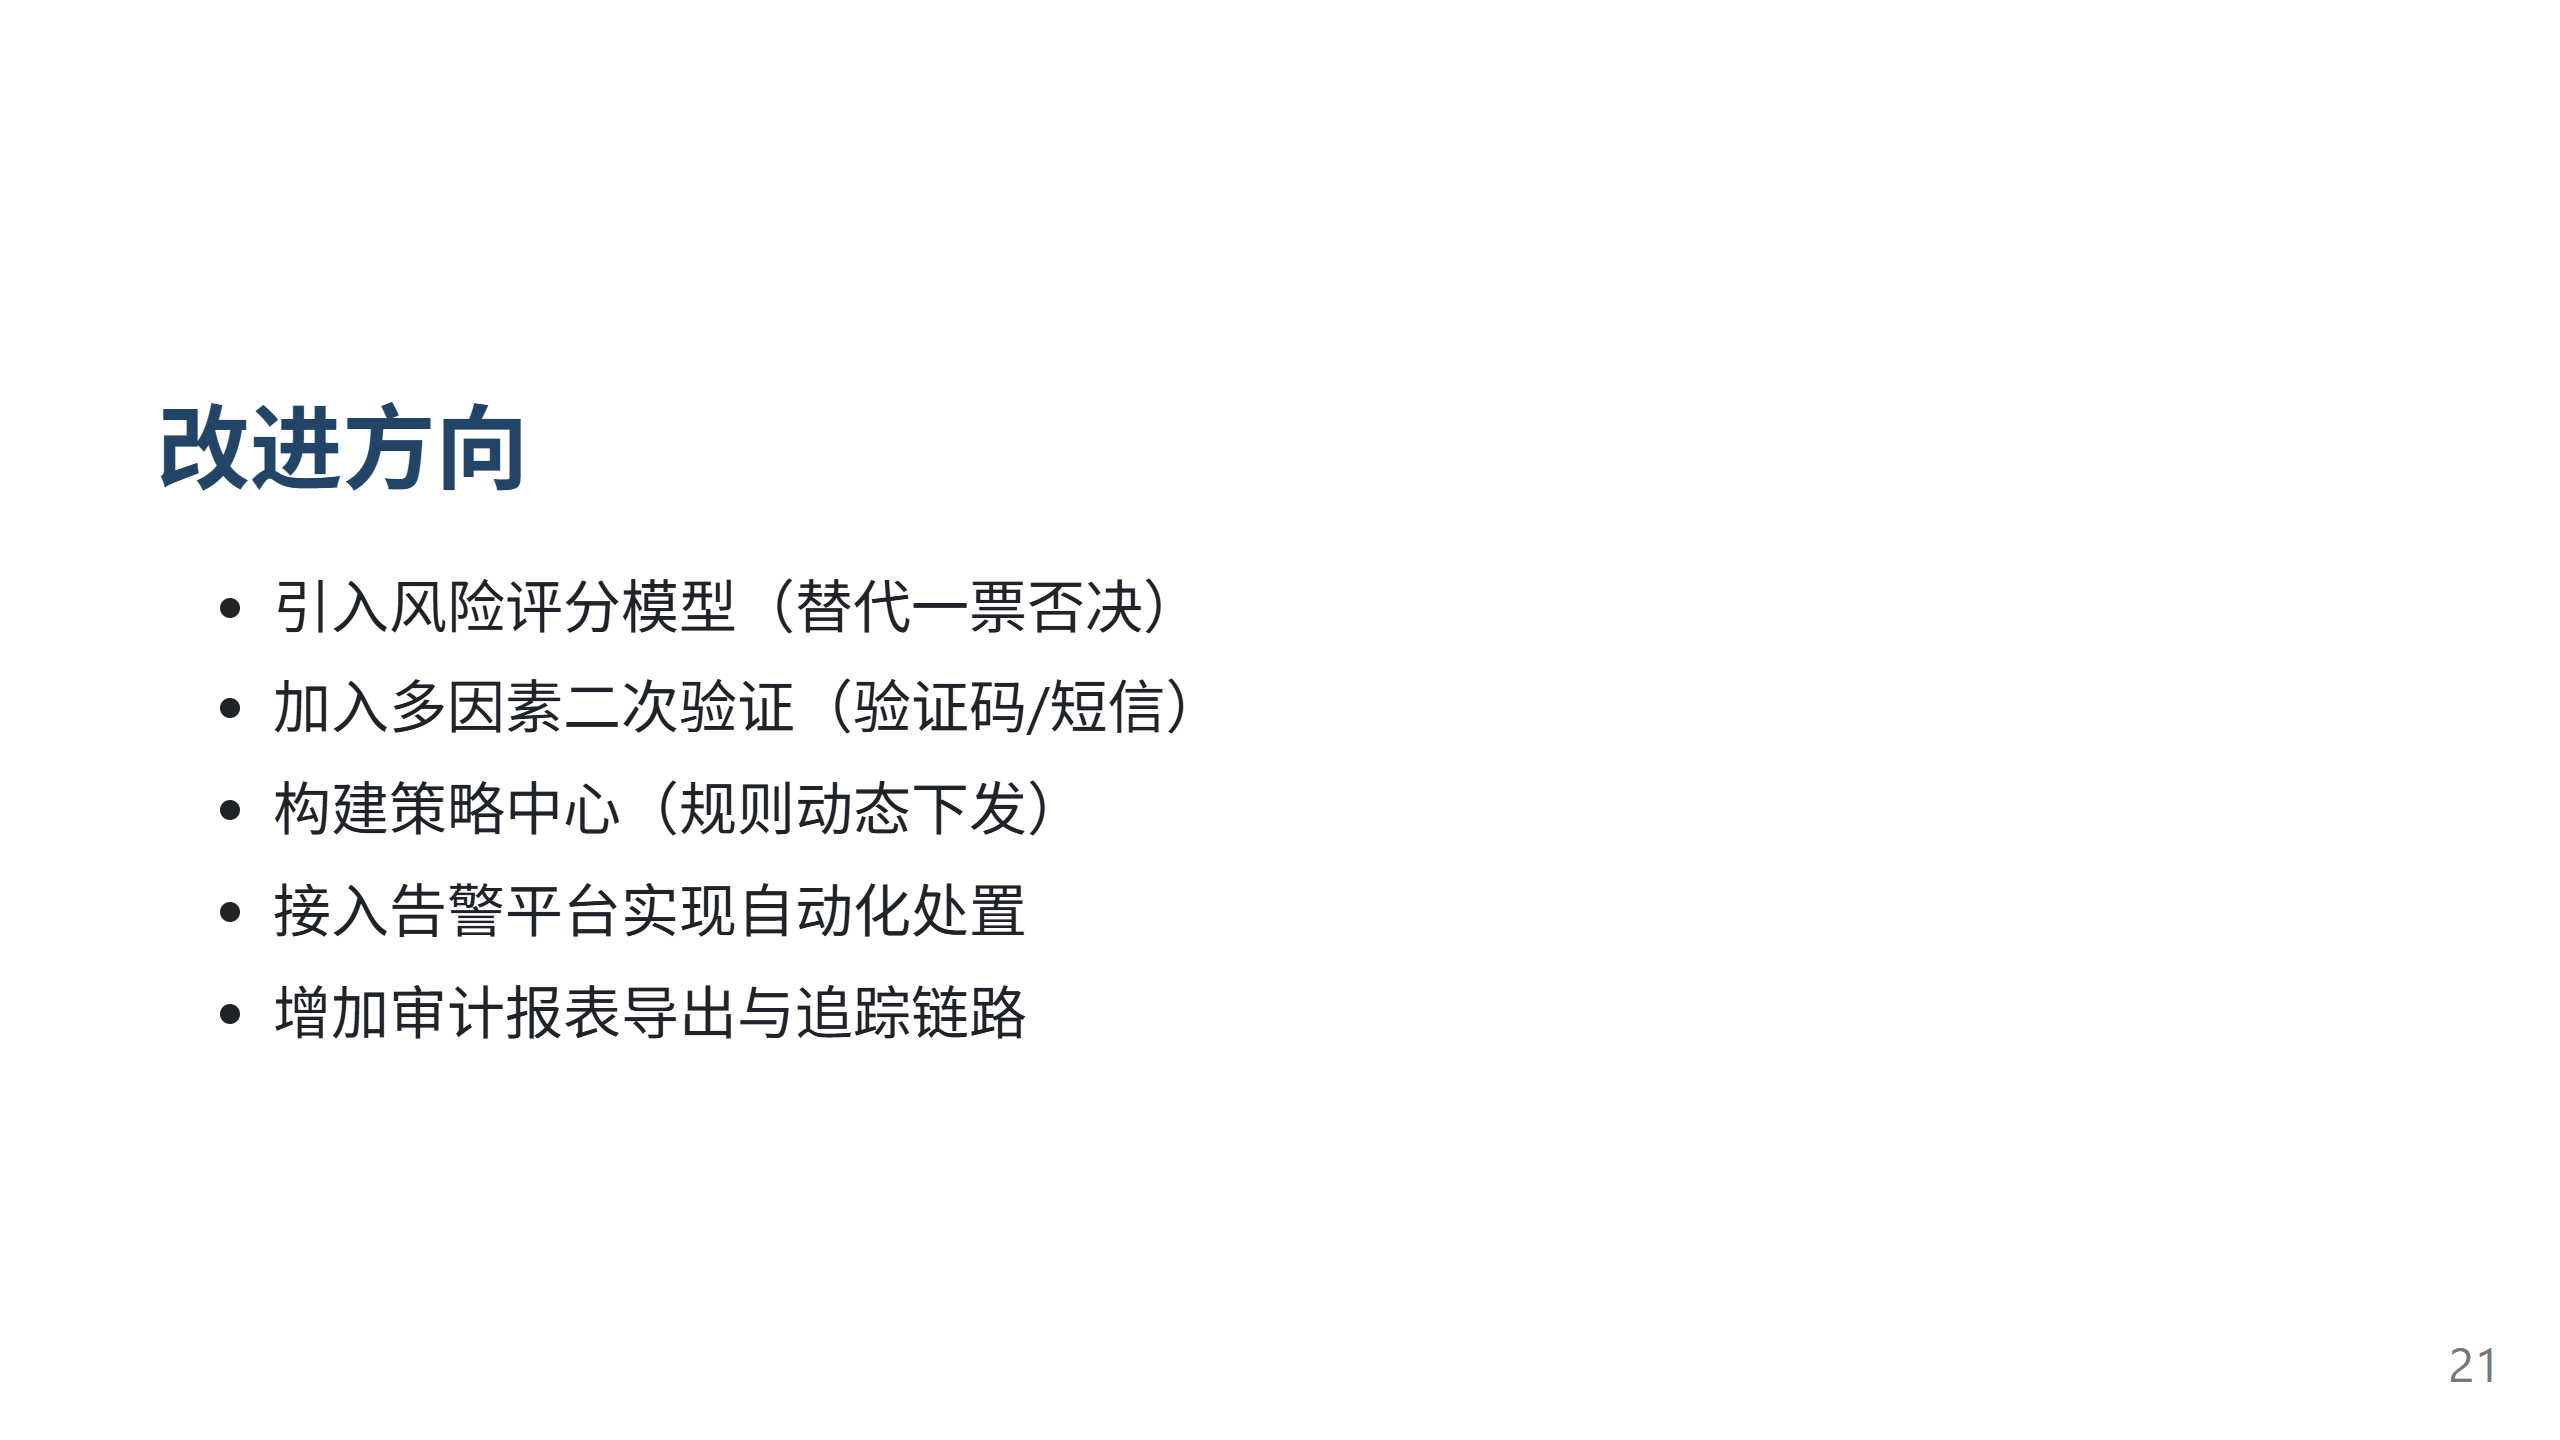 改进方向
• 引入风险评分模型（替代一票否决）
• 加入多因素二次验证（验证码/短信）
• 构建策略中心（规则动态下发）
• 接入告警平台实现自动化处置
• 增加审计报表导出与追踪链路
21